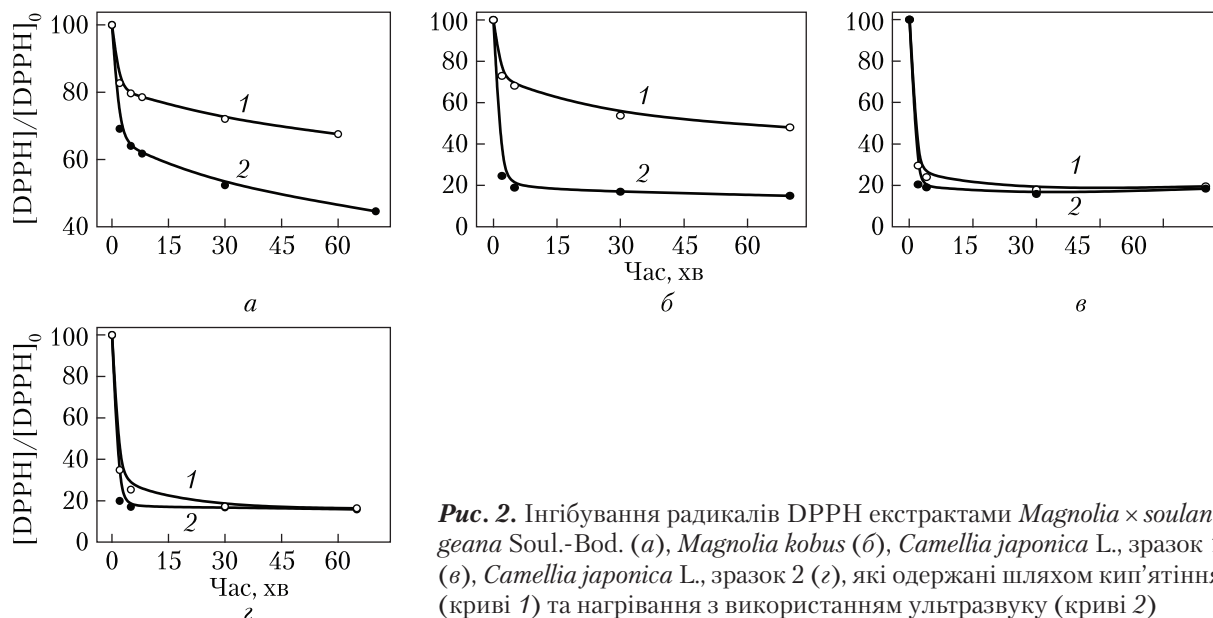 [DPPH]/[DPPH]₀
100
80
60
40
1
2
0 15 30 45 60
а
100
80
60
40
20
0
1
2
0 15 30 45 60
Час, хв
б
100
80
60
40
20
0
1
2
0 15 30 45 60
в
[DPPH]/[DPPH]₀
100
80
60
40
20
0
1
2
0 15 30 45 60
Час, хв
г
Рис. 2. Інгібування радикалів DPPH екстрактами Magnolia × soulan-
geana Soul.-Bod. (а), Magnolia kobus (б), Camellia japonica L., зразок 1
(в), Camellia japonica L., зразок 2 (г), які одержані шляхом кип’ятіння
(криві 1) та нагрівання з використанням ультразвуку (криві 2)